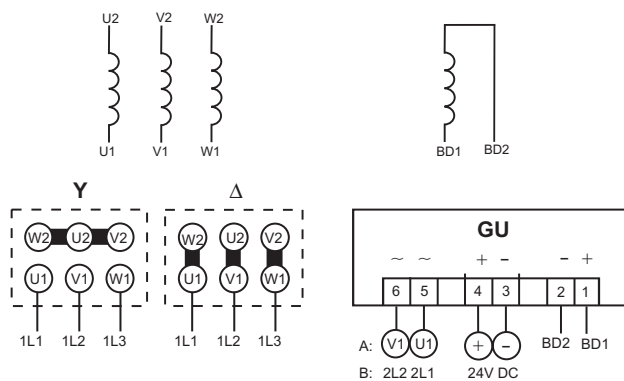 U2 V2 W2
U1 V1 W1
BD1 BD2
Y Δ
W2 U2 V2
U1 V1 W1
1L1 1L2 1L3
W2 U2 V2
U1 V1 W1
1L1 1L2 1L3
GU
~ ~ + – – +
6 5 4 3 2 1
A: V1 U1 + – BD2 BD1
B: 2L2 2L1 24V DC